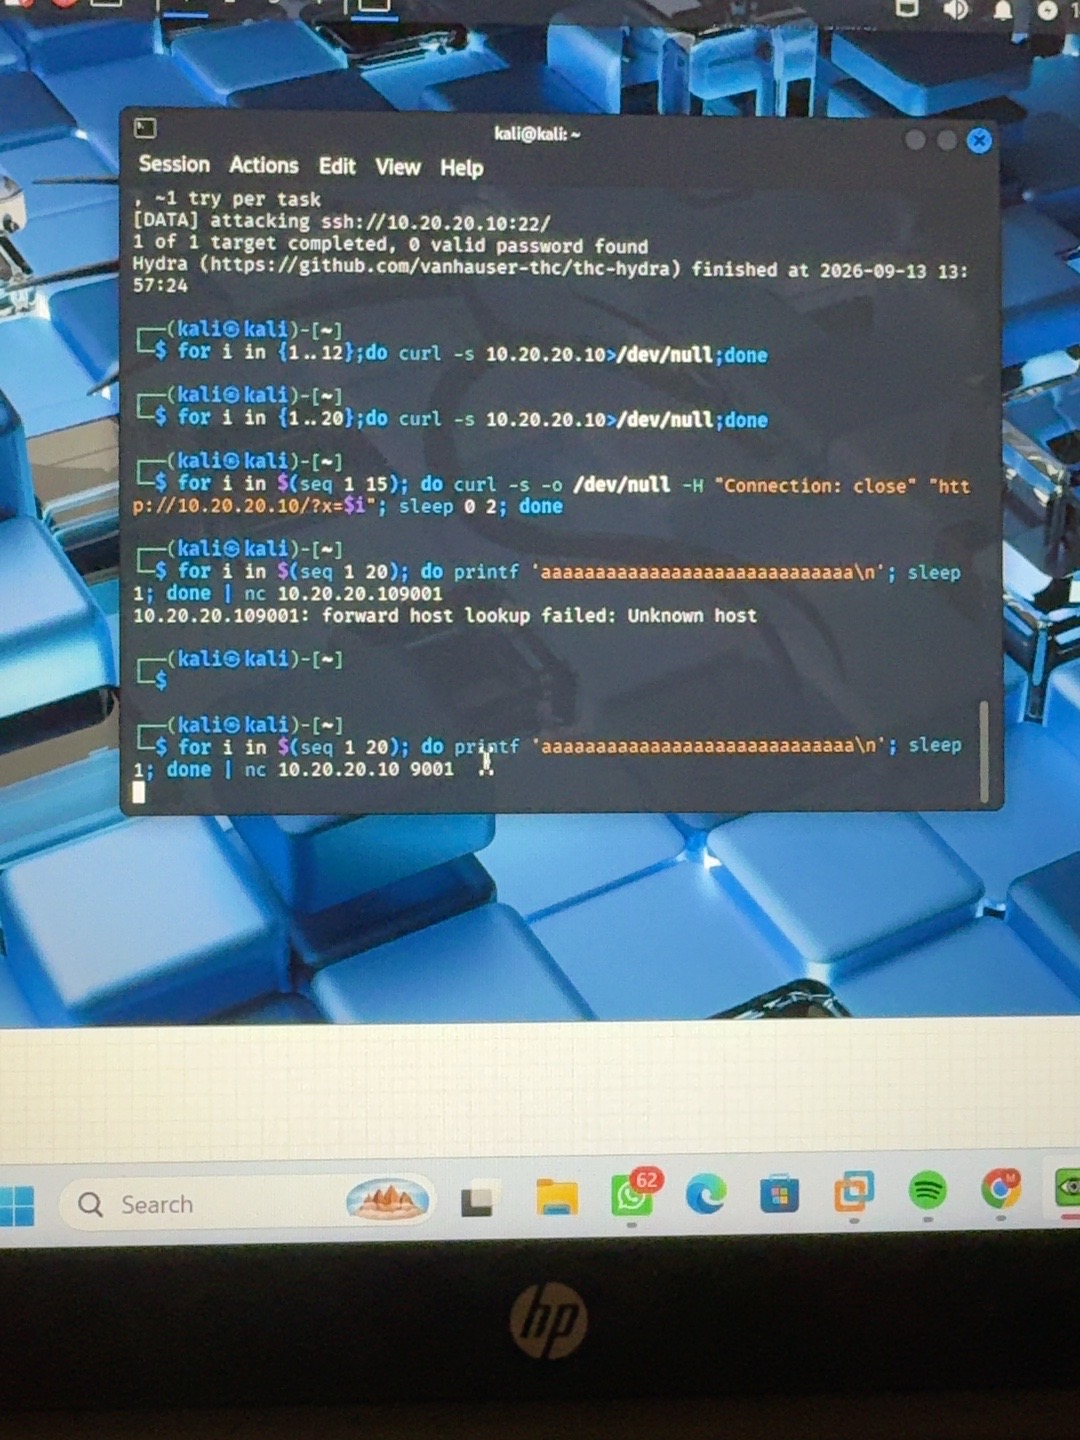 kali@kali: ~
Session Actions Edit View Help
, ~1 try per task
[DATA] attacking ssh://10.20.20.10:22/
1 of 1 target completed, 0 valid password found
Hydra (https://github.com/vanhauser-thc/thc-hydra) finished at 2026-09-13 13:
57:24
┌──(kali㉿kali)-[~]
└─$ for i in {1..12};do curl -s 10.20.20.10>/dev/null;done
┌──(kali㉿kali)-[~]
└─$ for i in {1..20};do curl -s 10.20.20.10>/dev/null;done
┌──(kali㉿kali)-[~]
└─$ for i in $(seq 1 15); do curl -s -o /dev/null -H "Connection: close" "htt
p://10.20.20.10/?x=$i"; sleep 0 2; done
┌──(kali㉿kali)-[~]
└─$ for i in $(seq 1 20); do printf 'aaaaaaaaaaaaaaaaaaaaaaaaaaaaa\n'; sleep
1; done | nc 10.20.20.109001
10.20.20.109001: forward host lookup failed: Unknown host
┌──(kali㉿kali)-[~]
└─$
┌──(kali㉿kali)-[~]
└─$ for i in $(seq 1 20); do printf 'aaaaaaaaaaaaaaaaaaaaaaaaaaaaa\n'; sleep
1; done | nc 10.20.20.10 9001
Search
62
M
hp